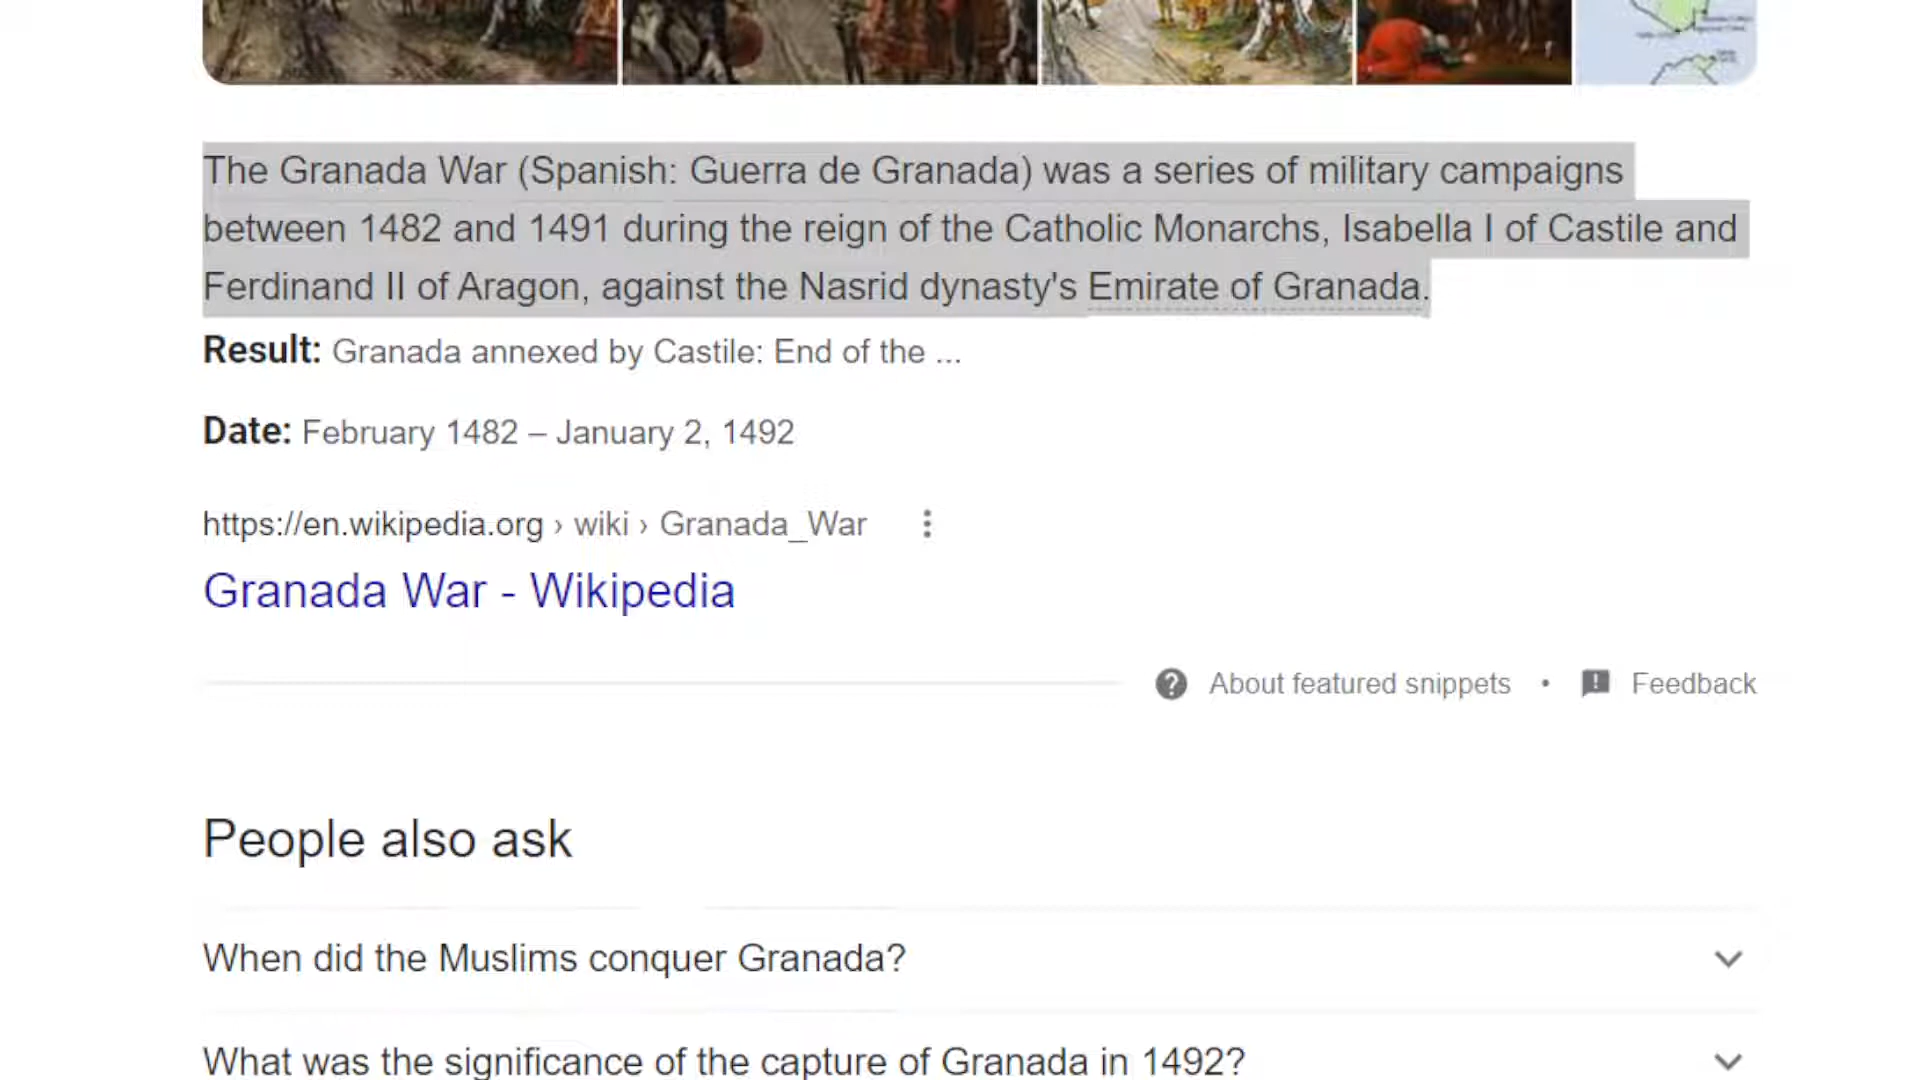 The Granada War (Spanish: Guerra de Granada) was a series of military campaigns
between 1482 and 1491 during the reign of the Catholic Monarchs, Isabella I of Castile and
Ferdinand II of Aragon, against the Nasrid dynasty's Emirate of Granada.
Result: Granada annexed by Castile: End of the ...
Date: February 1482 – January 2, 1492
https://en.wikipedia.org › wiki › Granada_War
Granada War - Wikipedia
About featured snippets • Feedback
People also ask
When did the Muslims conquer Granada?
What was the significance of the capture of Granada in 1492?